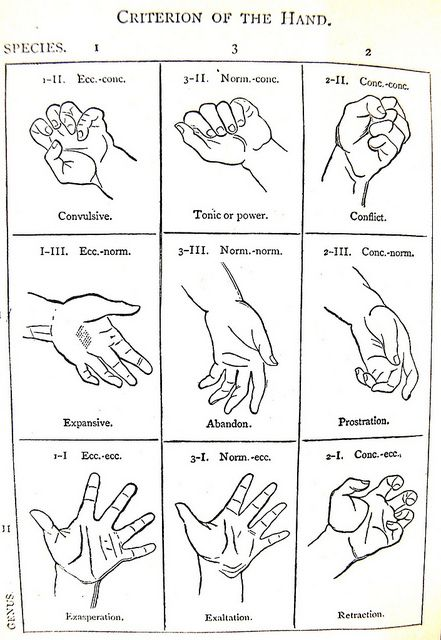 CRITERION OF THE HAND.
SPECIES. 1 3 2
1-II. Ecc.-conc. 3-II. Norm.-conc. 2-II. Conc.-conc.
Convulsive. Tonic or power. Conflict.
I-III. Ecc.-norm. 3-III. Norm.-norm. 2-III. Conc.-norm.
Expansive. Abandon. Prostration.
1-I Ecc.-ecc. 3-I. Norm.-ecc. 2-I. Conc.-ecc.
II
Exasperation. Exaltation. Retraction.
GENUS